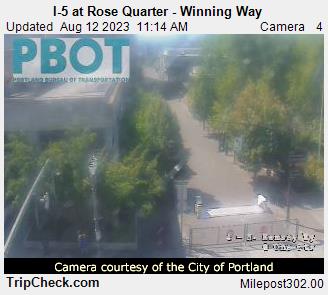 I-5 at Rose Quarter - Winning Way
Updated Aug 12 2023 11:14 AM Camera 4
PBOT
PORTLAND BUREAU OF TRANSPORTATION
Camera courtesy of the City of Portland
TripCheck.com Milepost302.00